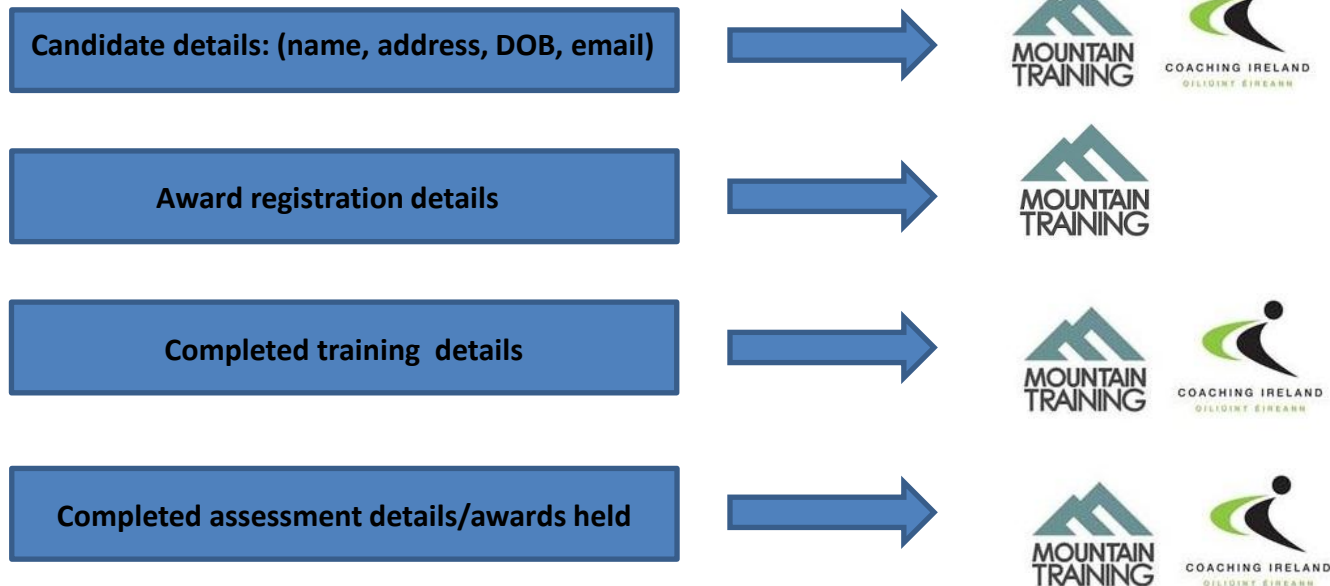 Candidate details: (name, address, DOB, email)
MOUNTAIN
TRAINING
COACHING IRELAND
OILIÚINT ÉIREANN
Award registration details
MOUNTAIN
TRAINING
Completed training details
MOUNTAIN
TRAINING
COACHING IRELAND
OILIÚINT ÉIREANN
Completed assessment details/awards held
MOUNTAIN
TRAINING
COACHING IRELAND
OILIÚINT ÉIREANN